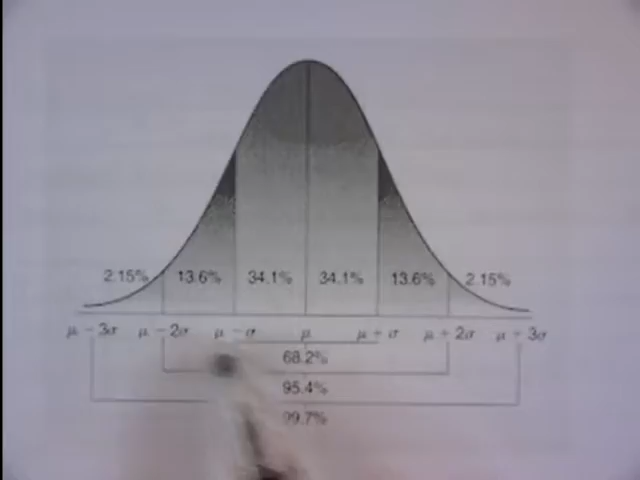 2.15% 13.6% 34.1% 34.1% 13.6% 2.15%
μ − 3σ μ − 2σ μ − σ μ μ + σ μ + 2σ μ + 3σ
68.2%
95.4%
99.7%